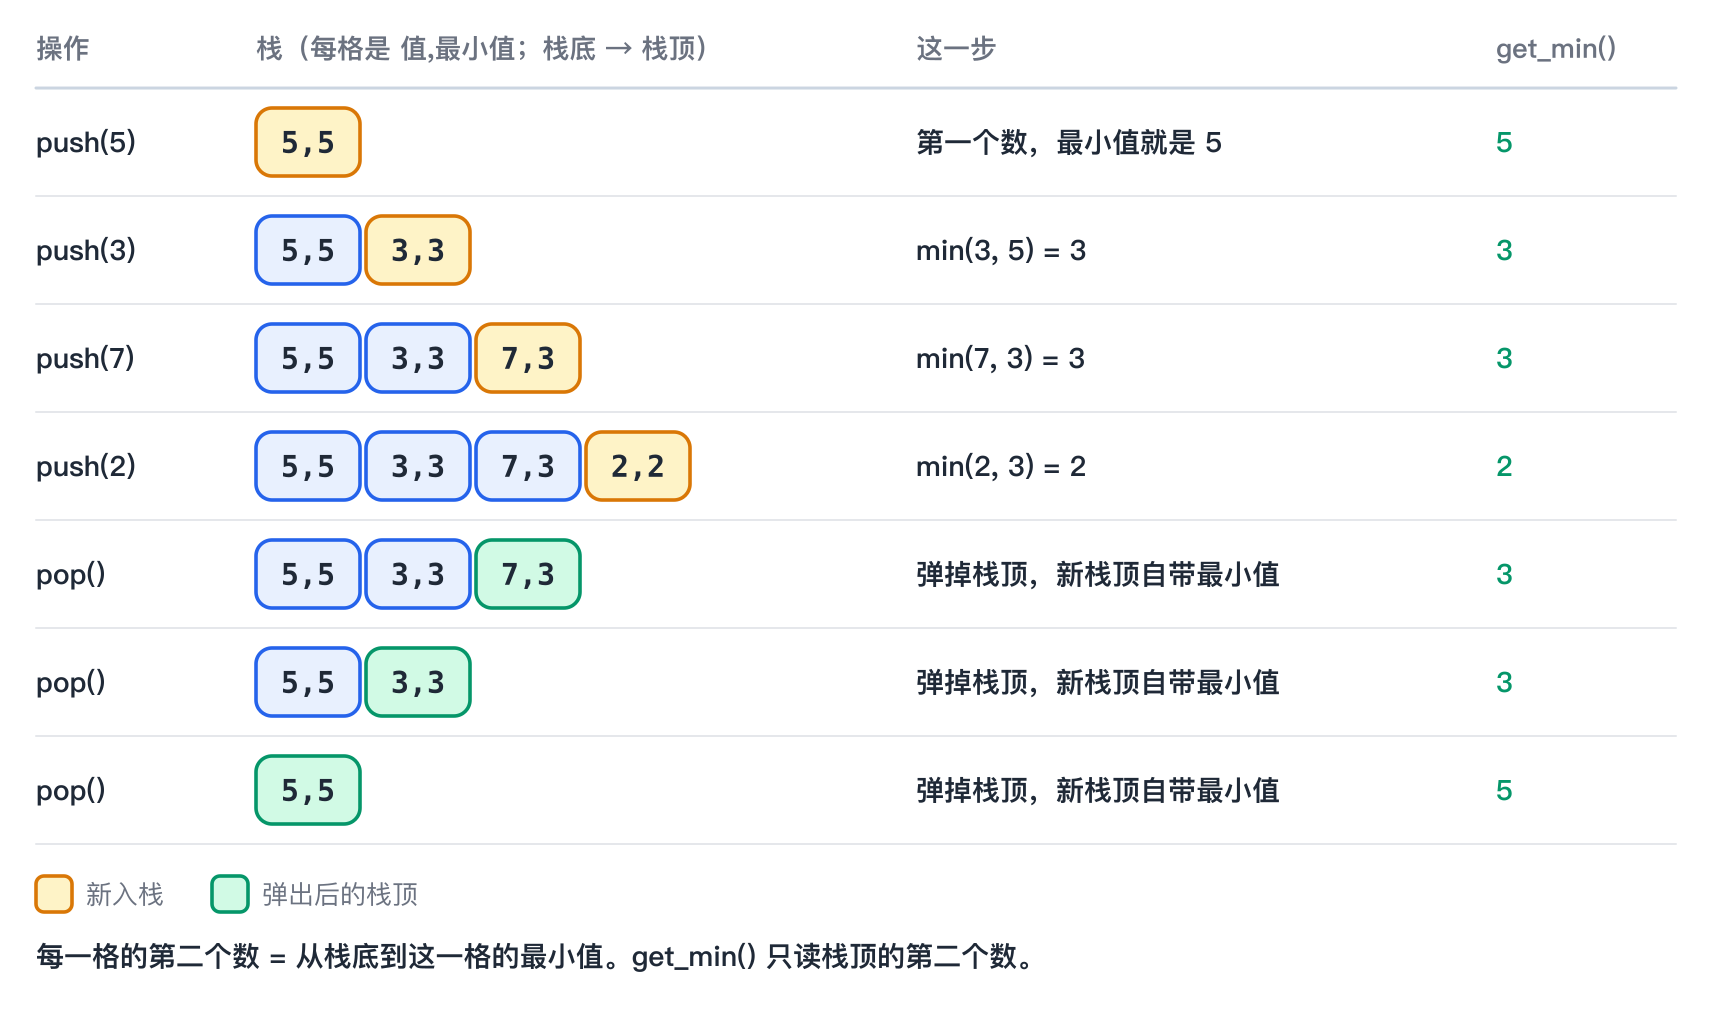 操作 栈（每格是 值,最小值；栈底 → 栈顶） 这一步 get_min()
push(5) 5,5 第一个数，最小值就是 5 5
push(3) 5,5 3,3 min(3, 5) = 3 3
push(7) 5,5 3,3 7,3 min(7, 3) = 3 3
push(2) 5,5 3,3 7,3 2,2 min(2, 3) = 2 2
pop() 5,5 3,3 7,3 弹掉栈顶，新栈顶自带最小值 3
pop() 5,5 3,3 弹掉栈顶，新栈顶自带最小值 3
pop() 5,5 弹掉栈顶，新栈顶自带最小值 5
新入栈 弹出后的栈顶
每一格的第二个数 = 从栈底到这一格的最小值。get_min() 只读栈顶的第二个数。